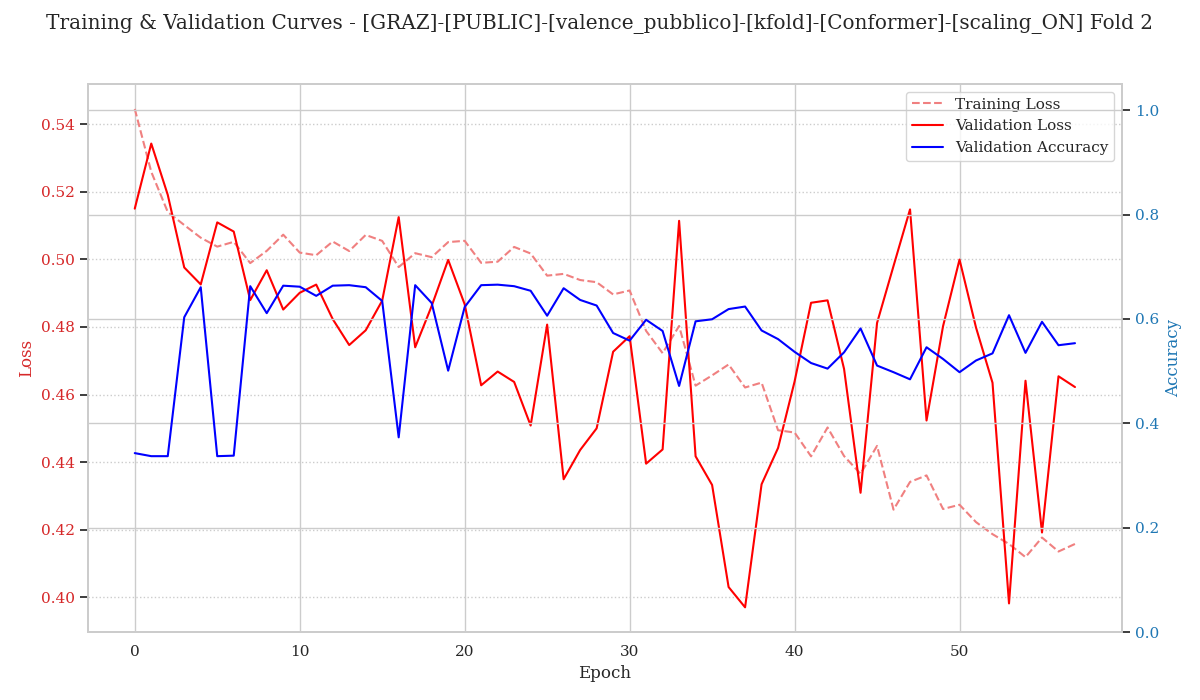 Training & Validation Curves - [GRAZ]-[PUBLIC]-[valence_pubblico]-[kfold]-[Conformer]-[scaling_ON] Fold 2
Training Loss
Validation Loss
Validation Accuracy
0.54
0.52
0.50
0.48
0.46
0.44
0.42
0.40
Loss
1.0
0.8
0.6
0.4
0.2
0.0
Accuracy
0 10 20 30 40 50
Epoch